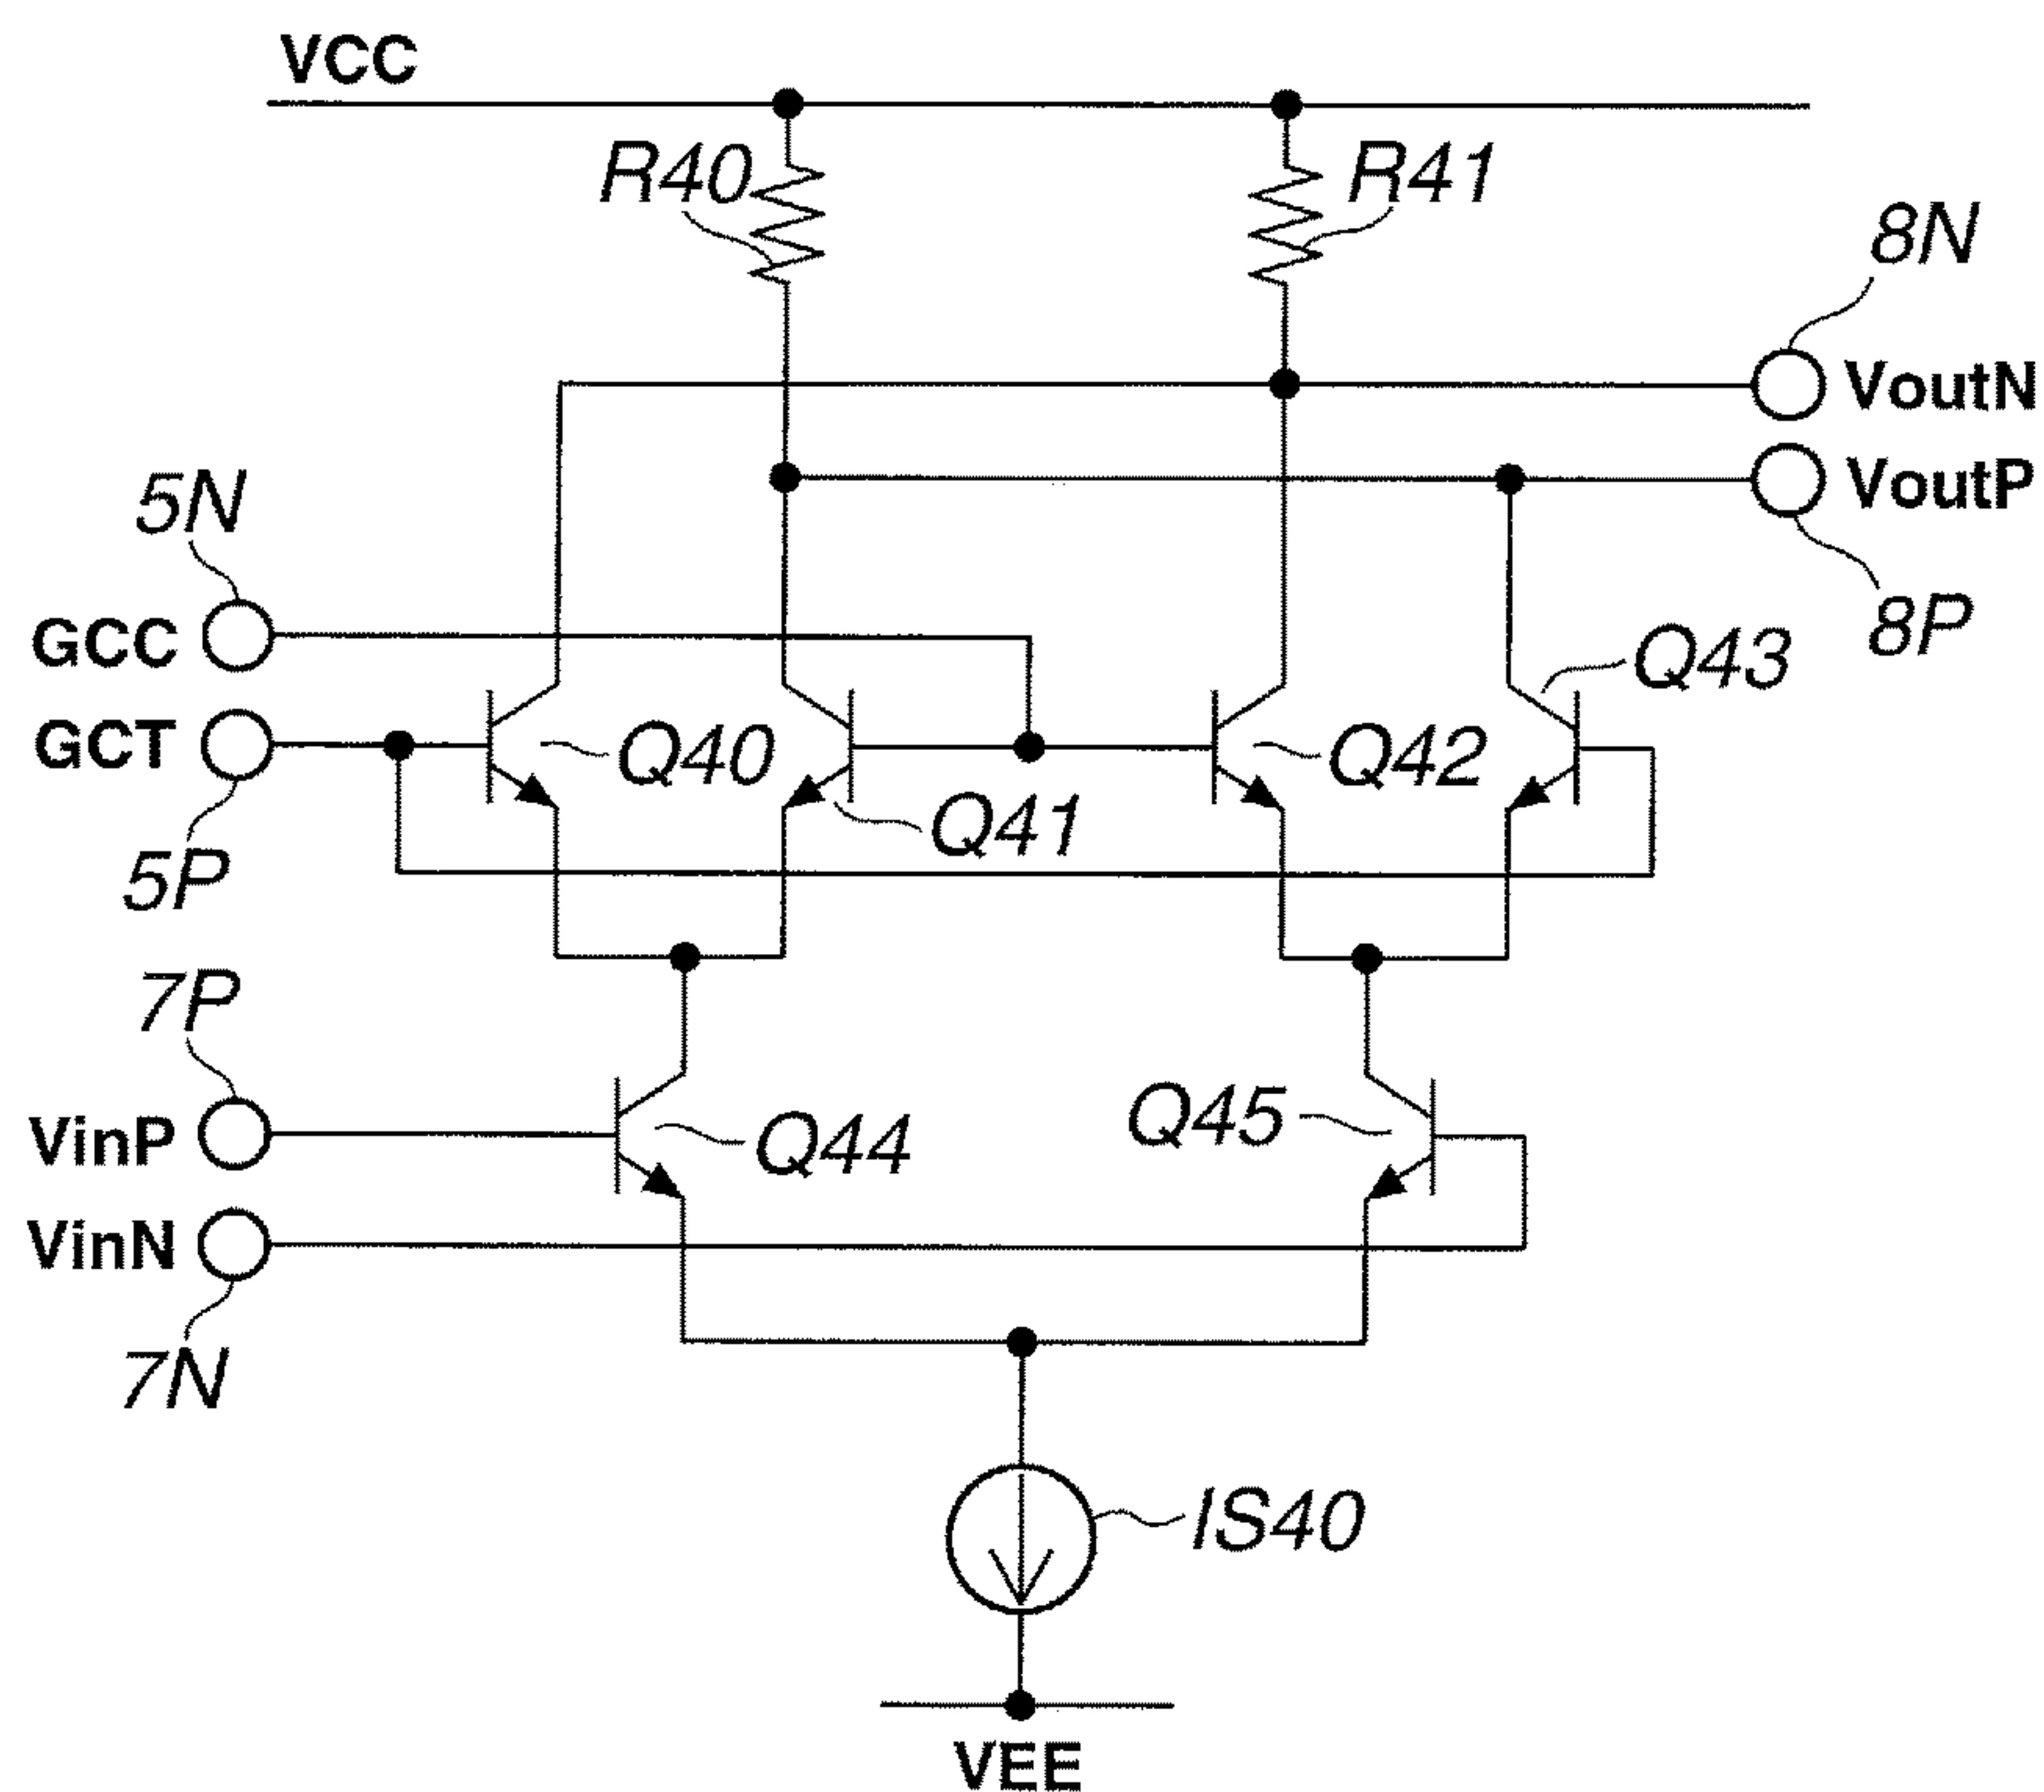 VCC
R40
R41
8N
VoutN
VoutP
8P
5N
GCC
GCT
5P
Q40
Q41
Q42
Q43
7P
VinP
VinN
7N
Q44
Q45
IS40
VEE